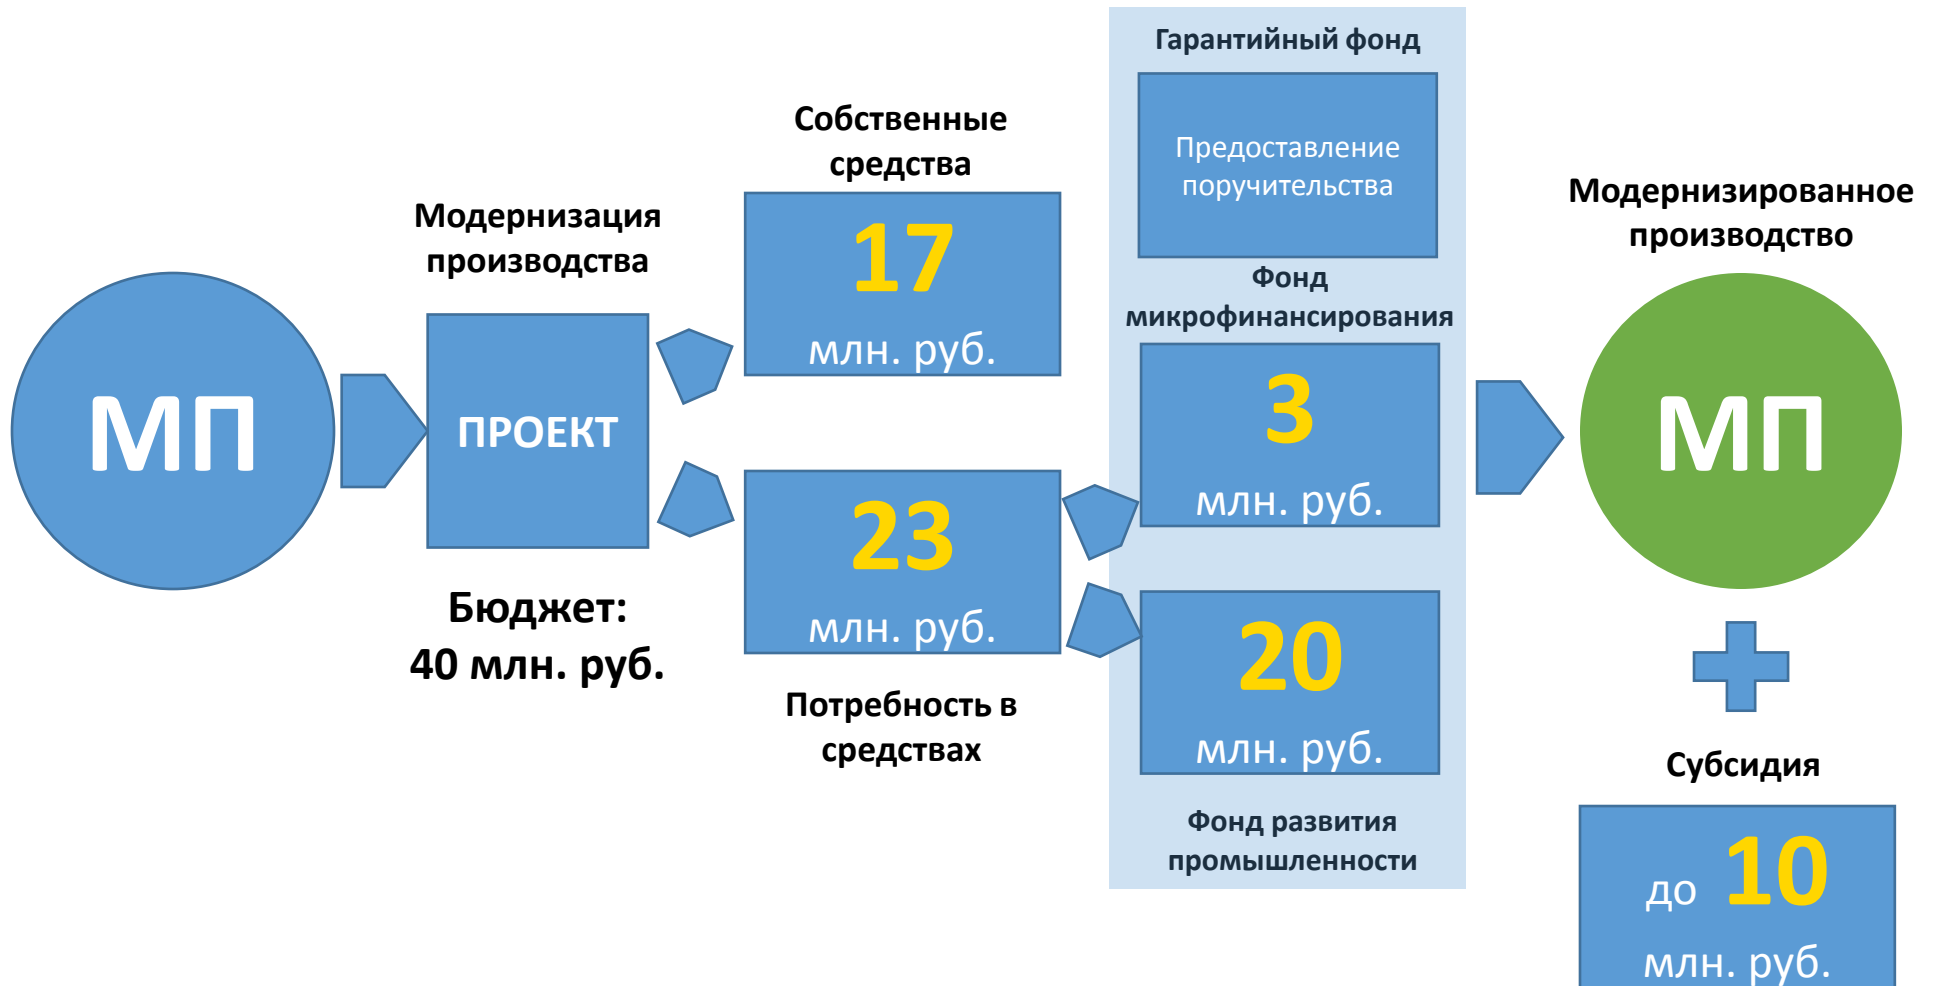 МП
Модернизация
производства
ПРОЕКТ
Бюджет:
40 млн. руб.
Собственные
средства
17
млн. руб.
23
млн. руб.
Потребность в
средствах
Гарантийный фонд
Предоставление
поручительства
Фонд
микрофинансирования
3
млн. руб.
20
млн. руб.
Фонд развития
промышленности
Модернизированное
производство
МП
Субсидия
до 10
млн. руб.